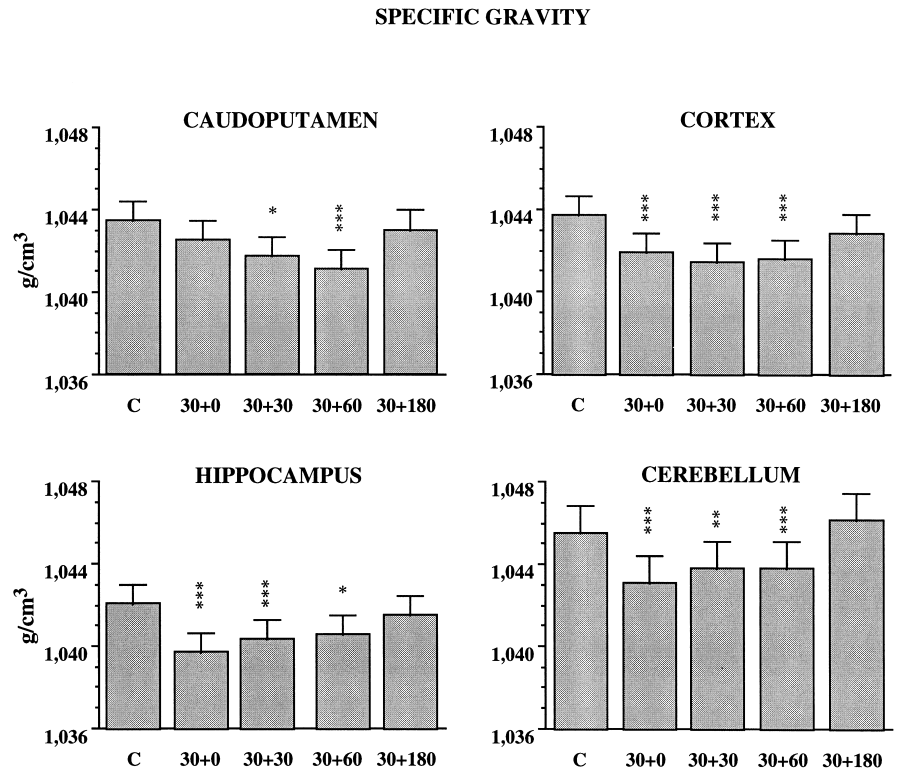 SPECIFIC GRAVITY
CAUDOPUTAMEN
1,048
1,044
1,040
1,036
g/cm³
*
***
C 30+0 30+30 30+60 30+180
CORTEX
1,048
1,044
1,040
1,036
***
***
***
C 30+0 30+30 30+60 30+180
HIPPOCAMPUS
1,048
1,044
1,040
1,036
g/cm³
***
***
*
C 30+0 30+30 30+60 30+180
CEREBELLUM
1,048
1,044
1,040
1,036
***
**
***
C 30+0 30+30 30+60 30+180